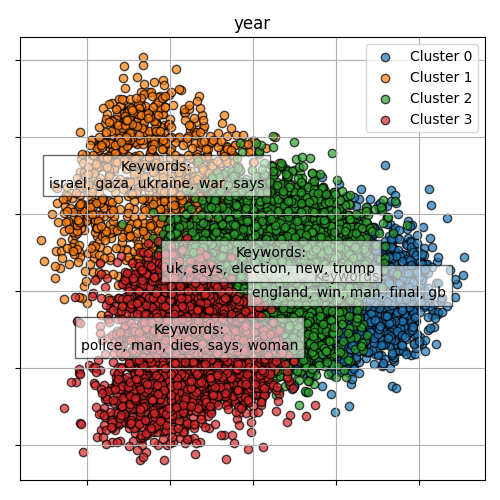 year
Cluster 0
Cluster 1
Cluster 2
Cluster 3
Keywords:
israel, gaza, ukraine, war, says
Keywords:
uk, says, election, new, trump
Keywords:
england, win, man, final, gb
Keywords:
police, man, dies, says, woman